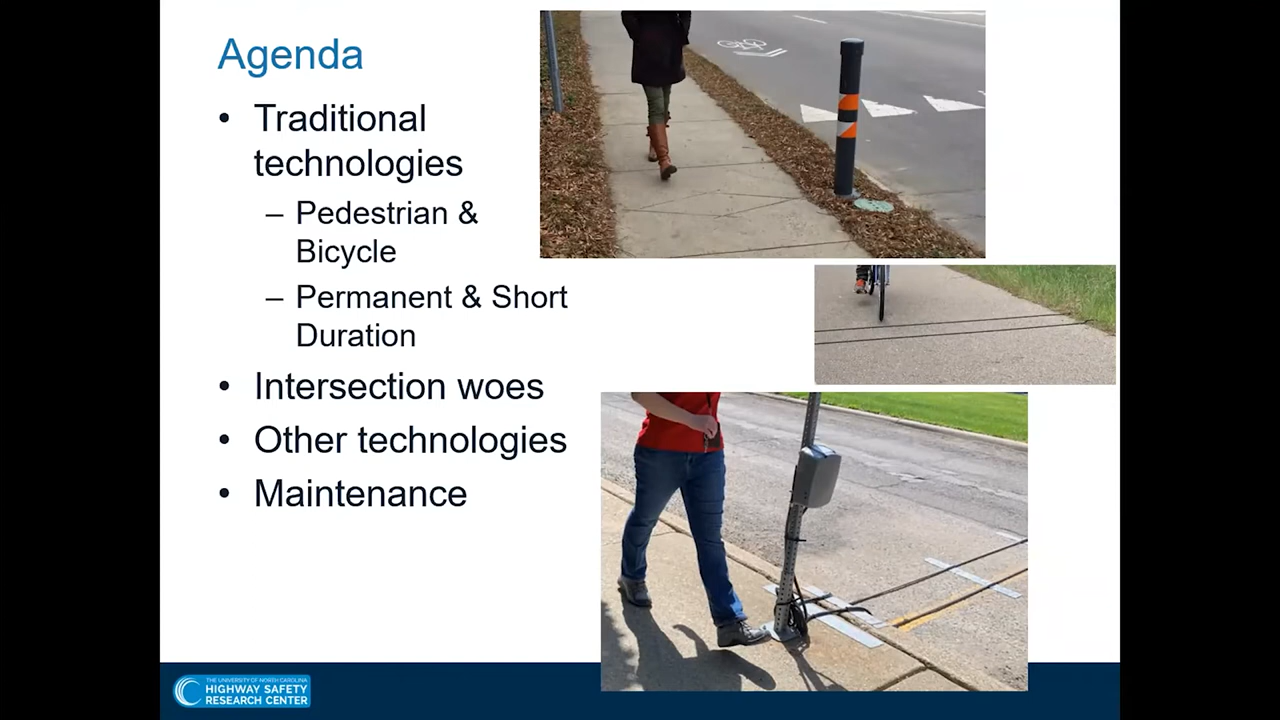 Agenda
• Traditional
technologies
– Pedestrian &
Bicycle
– Permanent & Short
Duration
• Intersection woes
• Other technologies
• Maintenance
THE UNIVERSITY OF NORTH CAROLINA
HIGHWAY SAFETY
RESEARCH CENTER